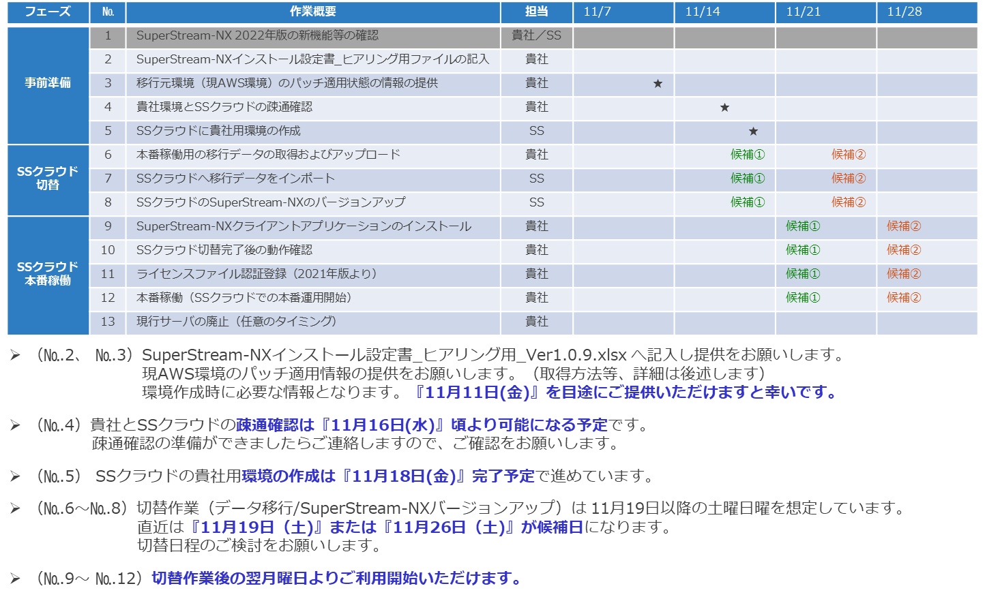 フェーズ №. 作業概要 担当 11/7 11/14 11/21 11/28
事前準備
1 SuperStream-NX 2022年版の新機能等の確認 貴社／SS
2 SuperStream-NXインストール設定書_ヒアリング用ファイルの記入 貴社
3 移行元環境（現AWS環境）のパッチ適用状態の情報の提供 貴社 ★
4 貴社環境とSSクラウドの疎通確認 貴社 ★
5 SSクラウドに貴社用環境の作成 SS ★
SSクラウド
切替
6 本番稼働用の移行データの取得およびアップロード 貴社 候補① 候補②
7 SSクラウドへ移行データをインポート SS 候補① 候補②
8 SSクラウドのSuperStream-NXのバージョンアップ SS 候補① 候補②
SSクラウド
本番稼働
9 SuperStream-NXクライアントアプリケーションのインストール 貴社 候補① 候補②
10 SSクラウド切替完了後の動作確認 貴社 候補① 候補②
11 ライセンスファイル認証登録（2021年版より） 貴社 候補① 候補②
12 本番稼働（SSクラウドでの本番運用開始） 貴社 候補① 候補②
13 現行サーバの廃止（任意のタイミング） 貴社
➢ （№.2、 №.3）SuperStream-NXインストール設定書_ヒアリング用_Ver1.0.9.xlsx へ記入し提供をお願いします。
現AWS環境のパッチ適用情報の提供をお願いします。（取得方法等、詳細は後述します）
環境作成時に必要な情報となります。『11月11日(金)』を目途にご提供いただけますと幸いです。
➢ （№.4）貴社とSSクラウドの疎通確認は『11月16日(水)』頃より可能になる予定です。
疎通確認の準備ができましたらご連絡しますので、ご確認をお願いします。
➢ （№.5） SSクラウドの貴社用環境の作成は『11月18日(金)』完了予定で進めています。
➢ （№.6～№.8）切替作業（データ移行/SuperStream-NXバージョンアップ）は 11月19日以降の土曜日曜を想定しています。
直近は『11月19日（土)』または『11月26日（土)』が候補日になります。
切替日程のご検討をお願いします。
➢ （№.9～ №.12）切替作業後の翌月曜日よりご利用開始いただけます。